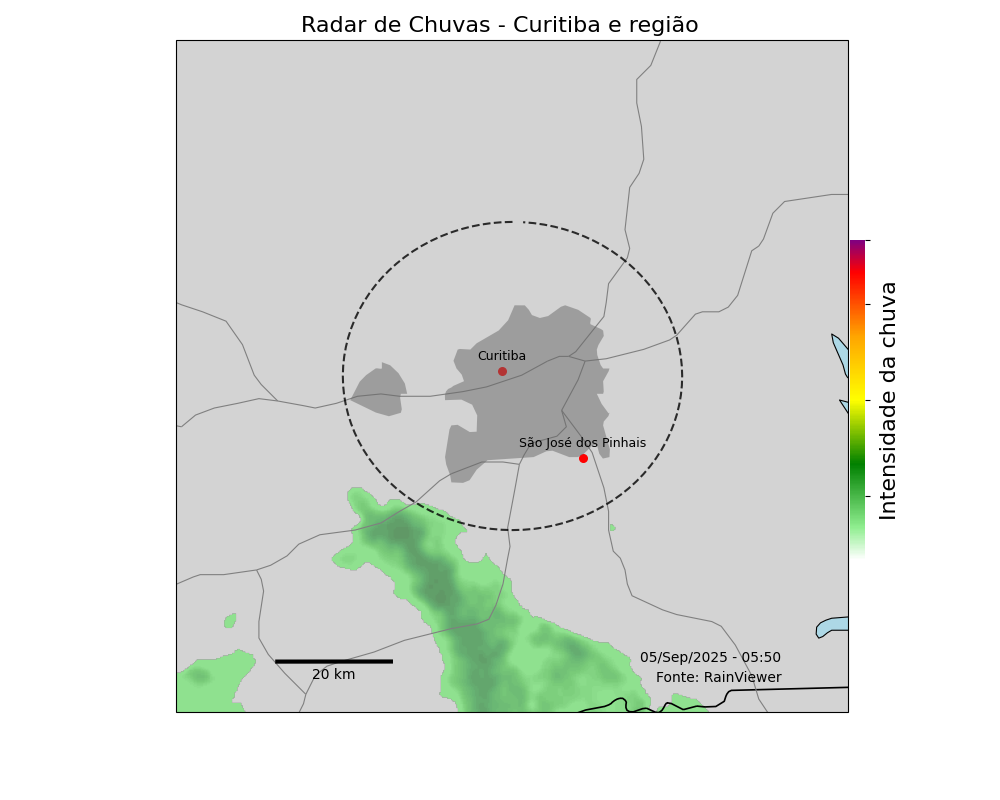 Radar de Chuvas - Curitiba e região
Curitiba
São José dos Pinhais
Intensidade da chuva
05/Sep/2025 - 05:50
Fonte: RainViewer
20 km